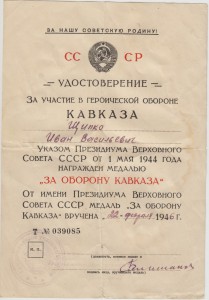 ЗА НАШУ СОВЕТСКУЮ РОДИНУ!
СС СР
УДОСТОВЕРЕНИЕ
ЗА УЧАСТИЕ В ГЕРОИЧЕСКОЙ ОБОРОНЕ
КАВКАЗА
Щипко
Иван Васильевич
УКАЗОМ ПРЕЗИДИУМА ВЕРХОВНОГО
СОВЕТА СССР ОТ 1 МАЯ 1944 ГОДА
НАГРАЖДЕН МЕДАЛЬЮ
„ЗА ОБОРОНУ КАВКАЗА"
ОТ ИМЕНИ ПРЕЗИДИУМА ВЕРХОВНОГО
СОВЕТА СССР МЕДАЛЬ „ЗА ОБОРОНУ
КАВКАЗА" ВРУЧЕНА 22 февраля 1946 г.
Т № 039085
М. П.